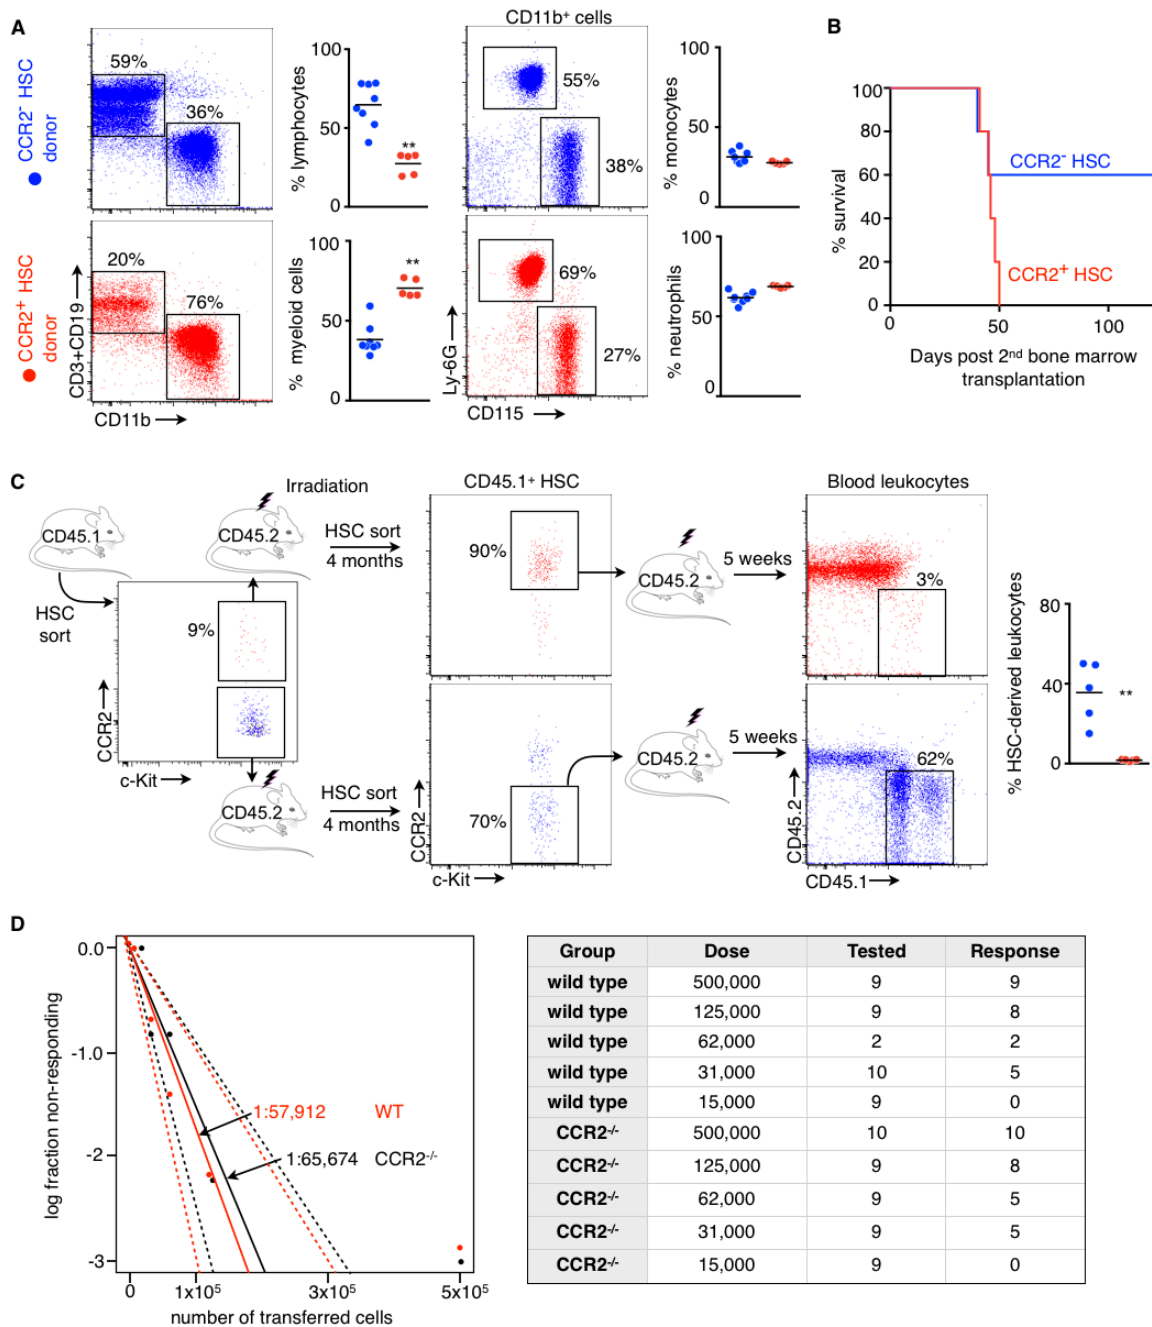 A
CCR2⁻ HSC donor
59%
36%
100
50
0
% lymphocytes
**
CD11b⁺ cells
55%
38%
100
50
0
% monocytes
CCR2⁺ HSC donor
CD3+CD19
20%
76%
CD11b
100
50
0
% myeloid cells
**
Ly-6G
69%
27%
CD115
100
50
0
% neutrophils
B
100
80
60
40
20
0
% survival
CCR2⁻ HSC
CCR2⁺ HSC
0
50
100
Days post 2ⁿᵈ bone marrow
transplantation
C
CD45.1
HSC
sort
Irradiation
CD45.2
9%
CCR2
c-Kit
CD45.2
HSC sort
4 months
HSC sort
4 months
CD45.1⁺ HSC
90%
70%
CCR2
c-Kit
CD45.2
5 weeks
CD45.2
5 weeks
Blood leukocytes
3%
62%
CD45.2
CD45.1
% HSC-derived leukocytes
80
40
0
**
D
log fraction non-responding
0.0
-1.0
-2
-3
1:57,912 WT
1:65,674 CCR2⁻/⁻
0 1x10⁵ 3x10⁵ 5x10⁵
number of transferred cells
Group Dose Tested Response
wild type 500,000 9 9
wild type 125,000 9 8
wild type 62,000 2 2
wild type 31,000 10 5
wild type 15,000 9 0
CCR2⁻/⁻ 500,000 10 10
CCR2⁻/⁻ 125,000 9 8
CCR2⁻/⁻ 62,000 9 5
CCR2⁻/⁻ 31,000 9 5
CCR2⁻/⁻ 15,000 9 0